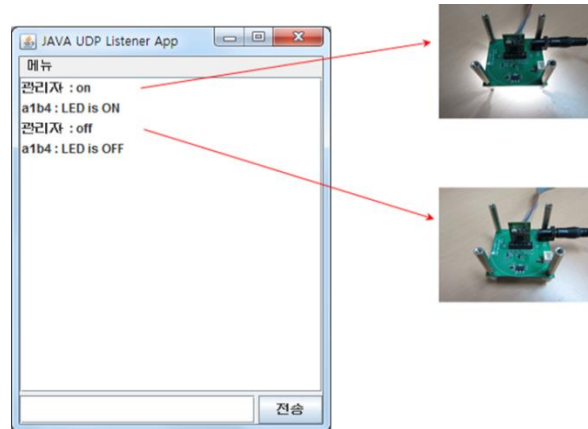 JAVA UDP Listener App
메뉴
관리자 : on
a1b4 : LED is ON
관리자 : off
a1b4 : LED is OFF
전송